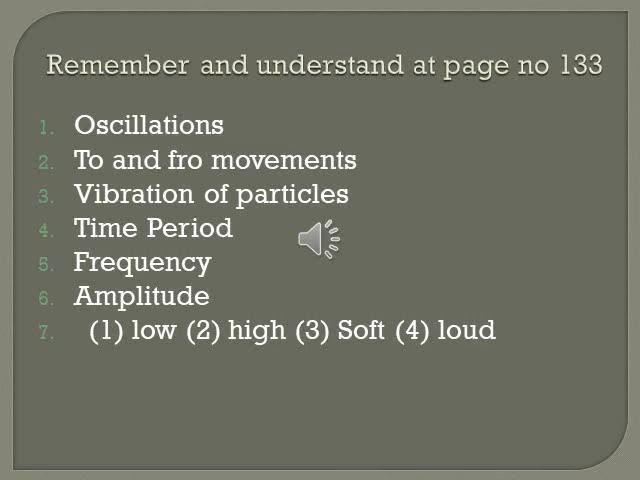 Remember and understand at page no 133
1. Oscillations
2. To and fro movements
3. Vibration of particles
4. Time Period
5. Frequency
6. Amplitude
7. (1) low (2) high (3) Soft (4) loud